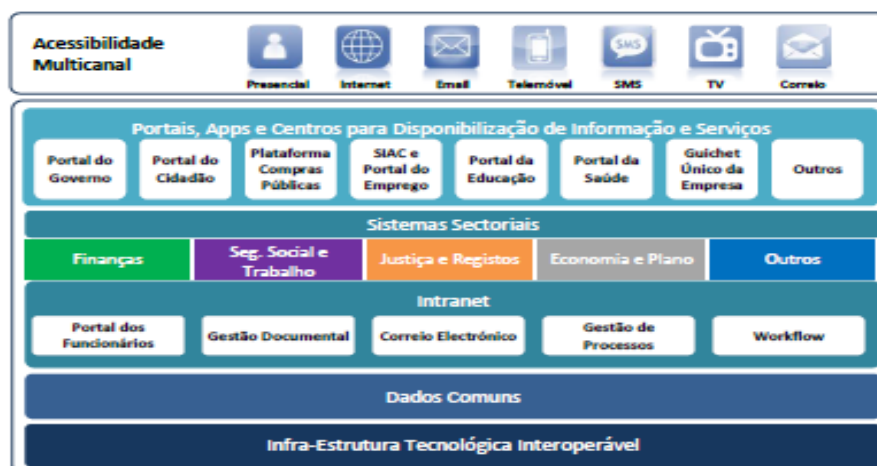 Acessibilidade
Multicanal
Presencial
Internet
Email
Telemóvel
SMS
SMS
TV
Correio
Portais, Apps e Centros para Disponibilização de Informação e Serviços
Portal do
Governo
Portal do
Cidadão
Plataforma
Compras
Públicas
SIAC e
Portal do
Emprego
Portal da
Educação
Portal da
Saúde
Guichet
Único da
Empresa
Outros
Sistemas Sectoriais
Finanças
Seg. Social e
Trabalho
Justiça e Registos
Economia e Plano
Outros
Intranet
Portal dos
Funcionários
Gestão Documental
Correio Electrónico
Gestão de
Processos
Workflow
Dados Comuns
Infra-Estrutura Tecnológica Interoperável